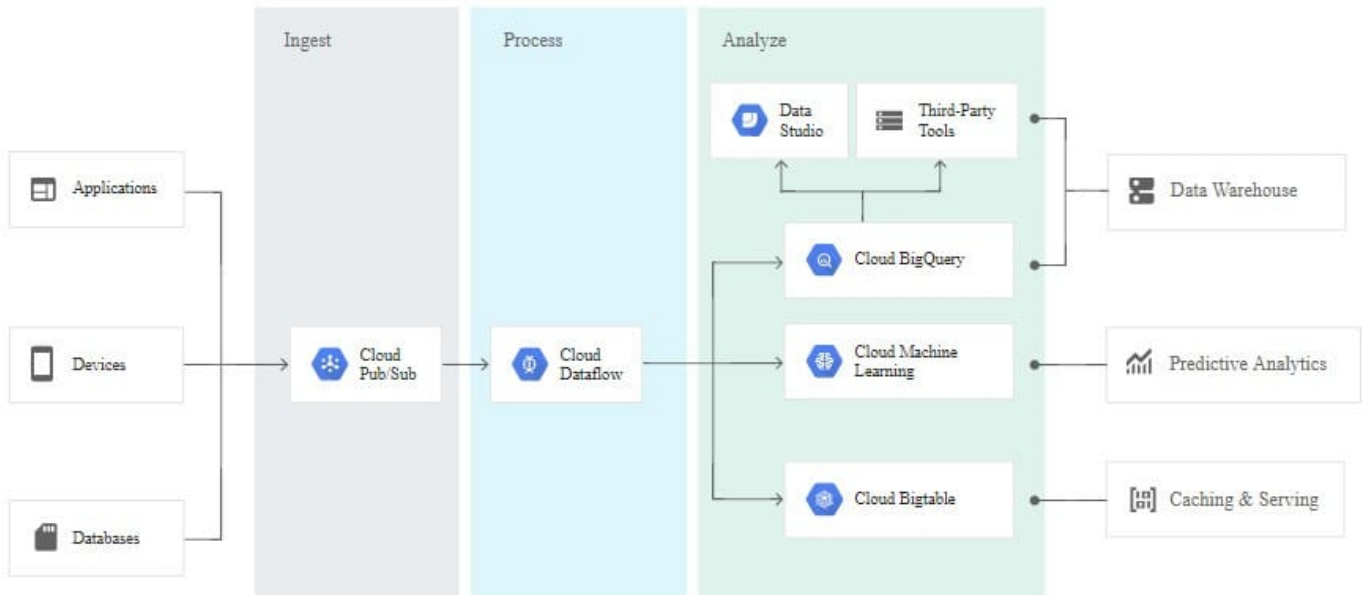 Ingest
Process
Analyze
Data
Studio
Third-Party
Tools
Applications
Data Warehouse
Cloud BigQuery
Devices
Cloud
Pub/Sub
Cloud
Dataflow
Cloud Machine
Learning
Predictive Analytics
Databases
Cloud Bigtable
Caching & Serving